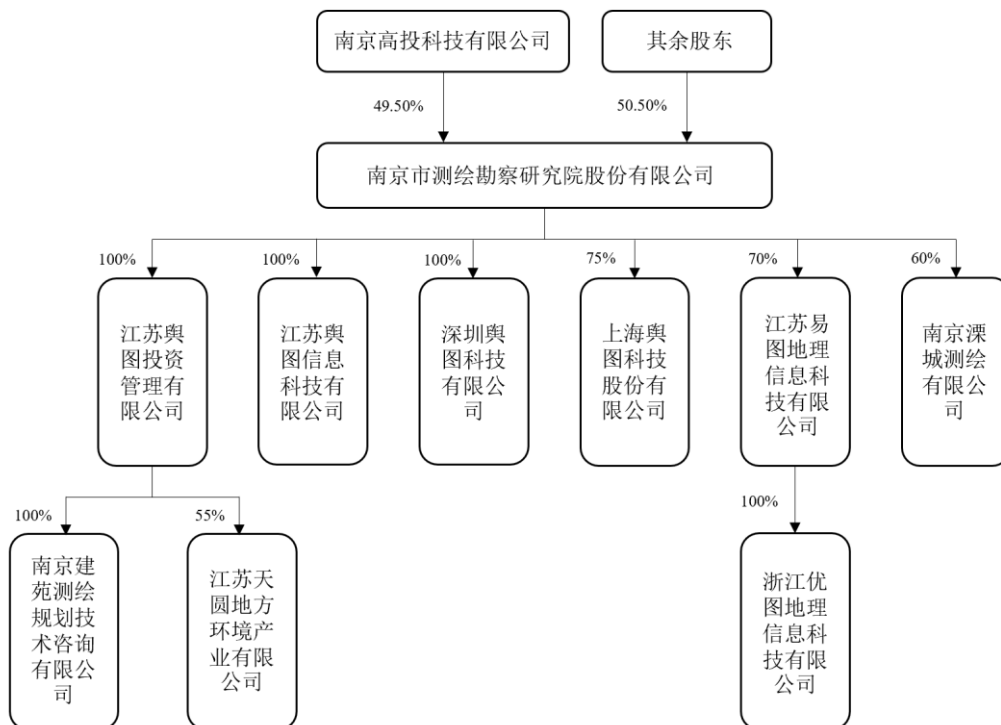 南京高投科技有限公司
其余股东
49.50%
50.50%
南京市测绘勘察研究院股份有限公司
100%
100%
100%
75%
70%
60%
江苏舆
图投资
管理有
限公司
江苏舆
图信息
科技有
限公司
深圳舆
图科技
有限公
司
上海舆
图科技
股份有
限公司
江苏易
图地理
信息科
技有限
公司
南京溧
城测绘
有限公
司
100%
55%
100%
南京建
苑测绘
规划技
术咨询
有限公
司
江苏天
圆地方
环境产
业有限
公司
浙江优
图地理
信息科
技有限
公司